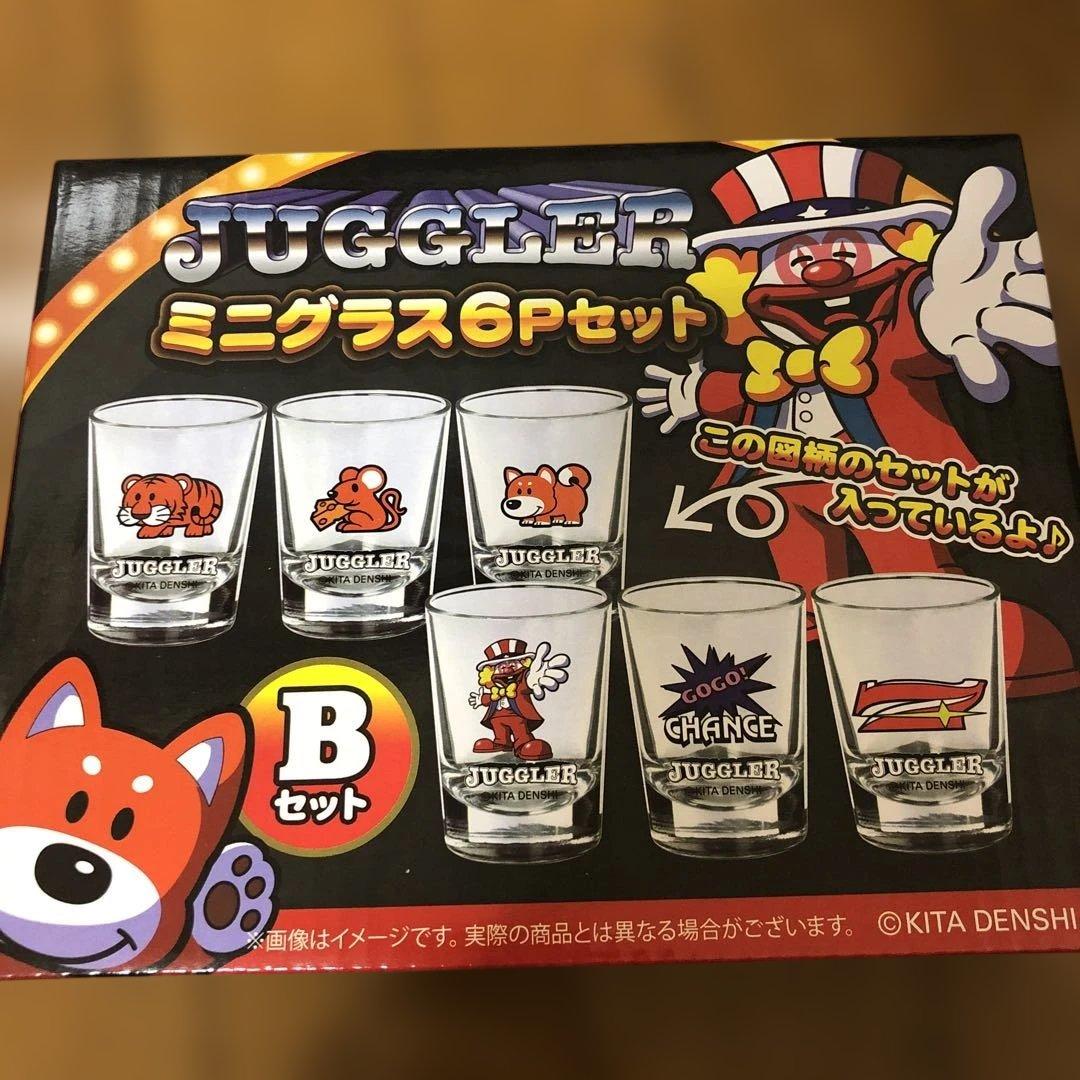 JUGGLER
ミニグラス6Pセット
この図柄のセットが
入っているよ♪
JUGGLER
©KITA DENSHI
JUGGLER
©KITA DENSHI
JUGGLER
©KITA DENSHI
Bセット
JUGGLER
©KITA DENSHI
GOGO!
CHANCE
JUGGLER
©KITA DENSHI
7
JUGGLER
©KITA DENSHI
※画像はイメージです。実際の商品とは異なる場合がございます。 ©KITA DENSHI